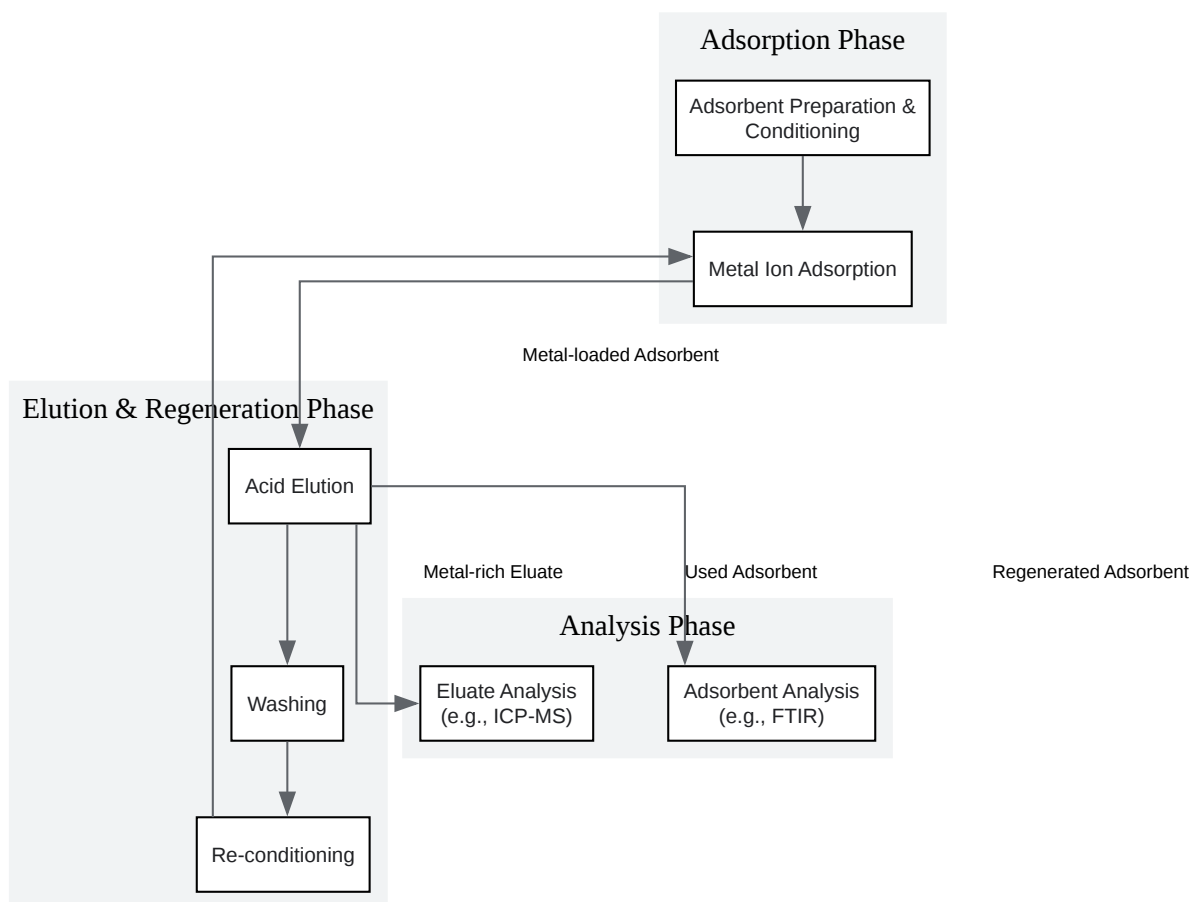 Adsorption Phase
Adsorbent Preparation &
Conditioning
Metal Ion Adsorption
Metal-loaded Adsorbent
Elution & Regeneration Phase
Acid Elution
Metal-rich Eluate
Used Adsorbent
Regenerated Adsorbent
Analysis Phase
Washing
Eluate Analysis
(e.g., ICP-MS)
Adsorbent Analysis
(e.g., FTIR)
Re-conditioning